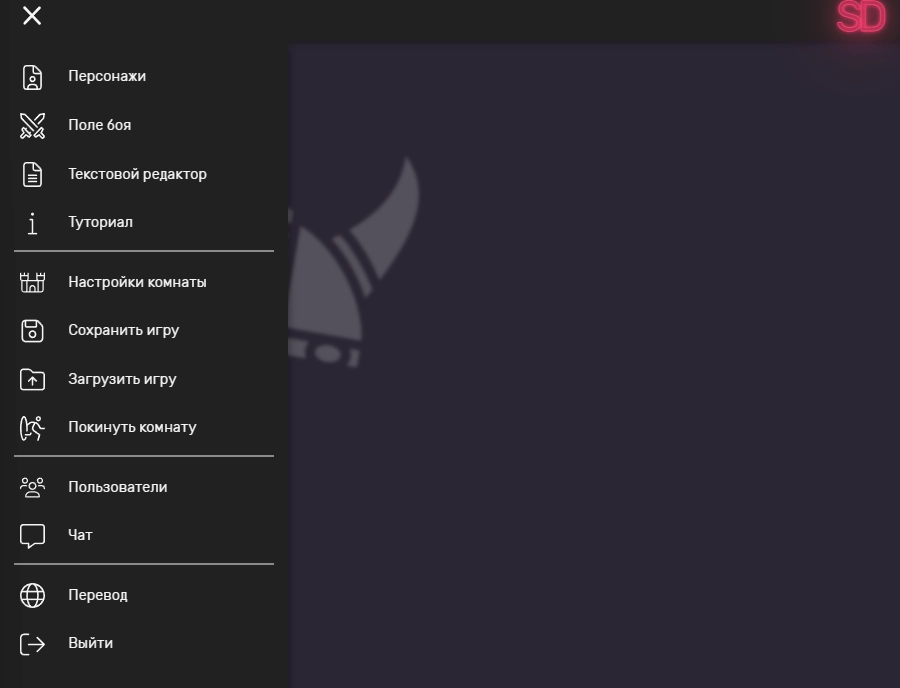 SD
Персонажи
Поле боя
Текстовой редактор
Туториал
Настройки комнаты
Сохранить игру
Загрузить игру
Покинуть комнату
Пользователи
Чат
Перевод
Выйти